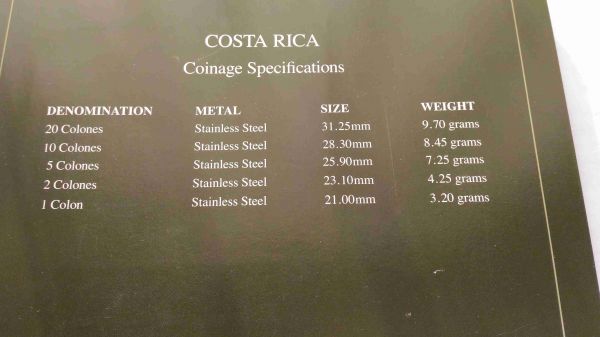 COSTA RICA
Coinage Specifications
DENOMINATION METAL SIZE WEIGHT
20 Colones Stainless Steel 31.25mm 9.70 grams
10 Colones Stainless Steel 28.30mm 8.45 grams
5 Colones Stainless Steel 25.90mm 7.25 grams
2 Colones Stainless Steel 23.10mm 4.25 grams
1 Colon Stainless Steel 21.00mm 3.20 grams